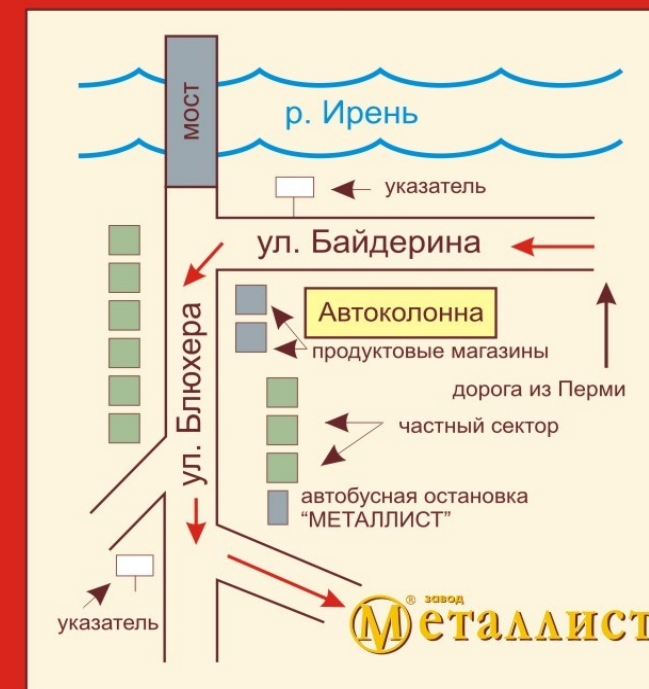 мост
р. Ирень
указатель
ул. Байдерина
Автоколонна
продуктовые магазины
дорога из Перми
ул. Блюхера
частный сектор
автобусная остановка
"МЕТАЛЛИСТ"
указатель
завод
Металлист
®